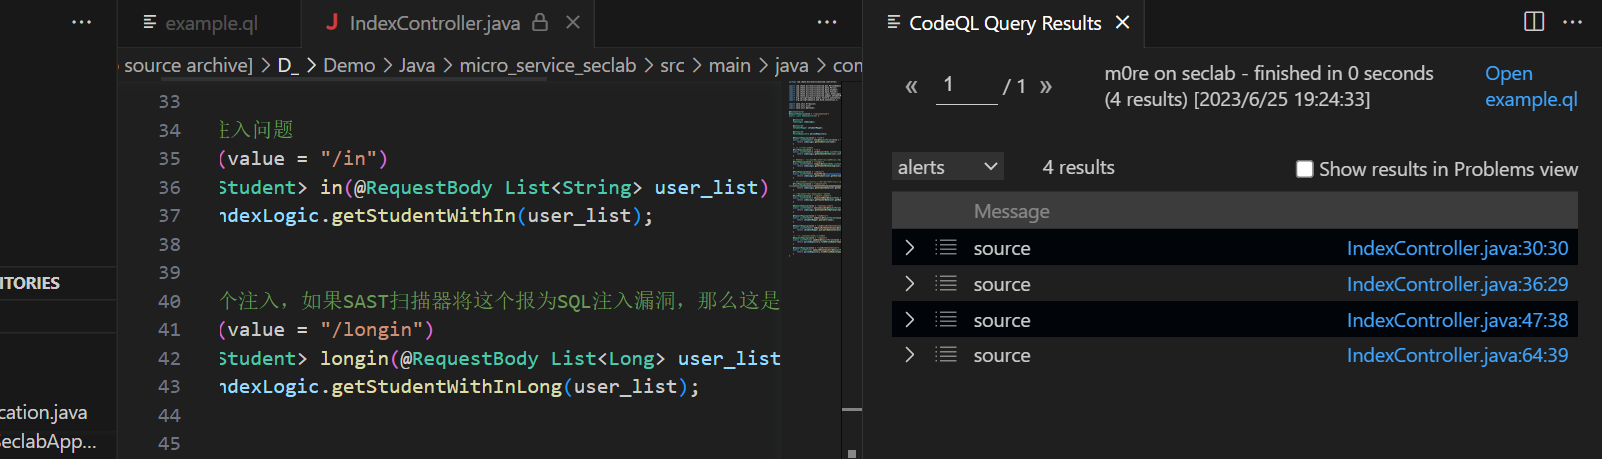 example.ql
J IndexController.java
CodeQL Query Results
source archive] > D_ > Demo > Java > micro_service_seclab > src > main > java > con
33
34 注入问题
35 (value = "/in")
36 Student> in(@RequestBody List<String> user_list)
37 ndexLogic.getStudentWithIn(user_list);
38
39
40 个注入，如果SAST扫描器将这个报为SQL注入漏洞，那么这是
41 (value = "/longin")
42 Student> longin(@RequestBody List<Long> user_list
43 ndexLogic.getStudentWithInLong(user_list);
44
45
ITORIES
cation.java
SeclabApp...
« 1 / 1 »
m0re on seclab - finished in 0 seconds
(4 results) [2023/6/25 19:24:33]
Open
example.ql
alerts 4 results Show results in Problems view
Message
source IndexController.java:30:30
source IndexController.java:36:29
source IndexController.java:47:38
source IndexController.java:64:39